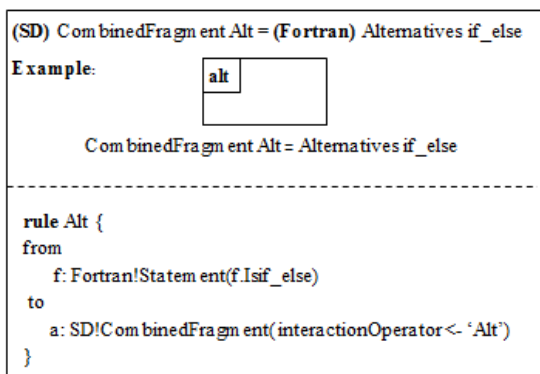 (SD) CombinedFragment Alt = (Fortran) Alternatives if_else
Example:
alt
CombinedFragment Alt = Alternatives if_else
rule Alt {
from
f: Fortran!Statement(f.Isif_else)
to
a: SD!CombinedFragment(interactionOperator<- ‘Alt’)
}